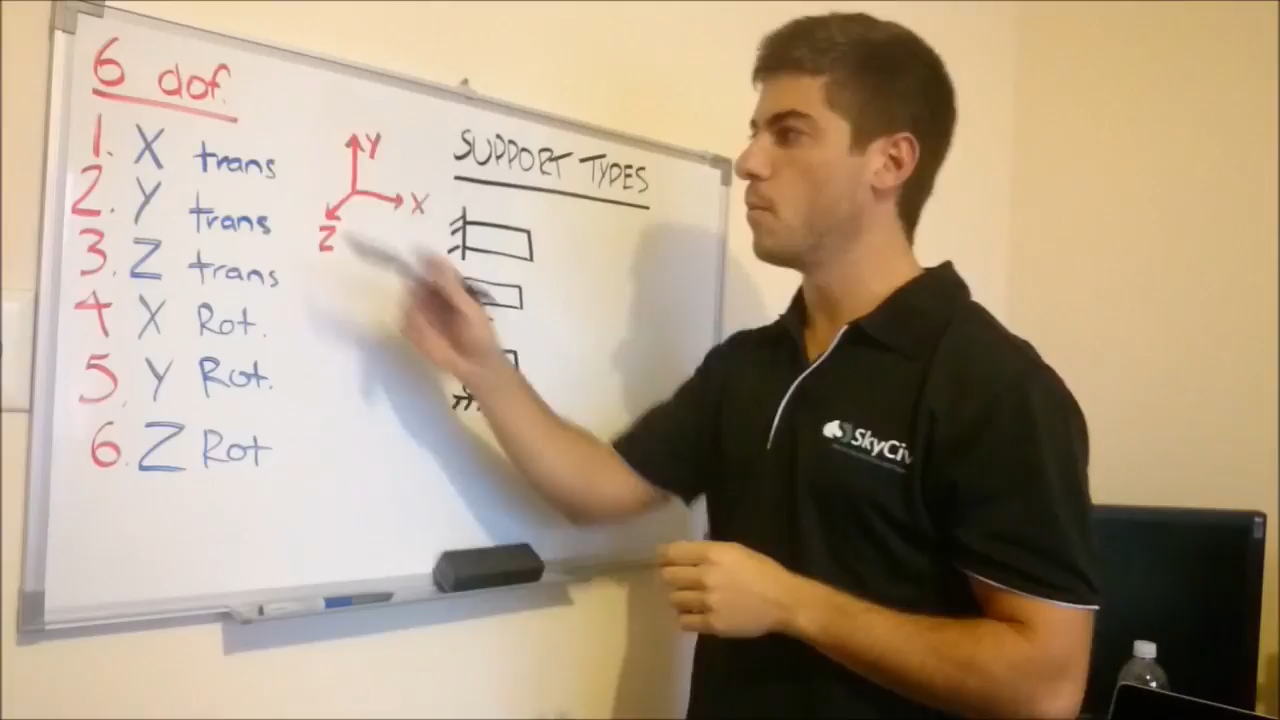 6 dof.
1. X trans
2. Y trans
3. Z trans
4 X Rot.
5. Y Rot.
6. Z Rot
Y
X
Z
SUPPORT TYPES
SkyCiv